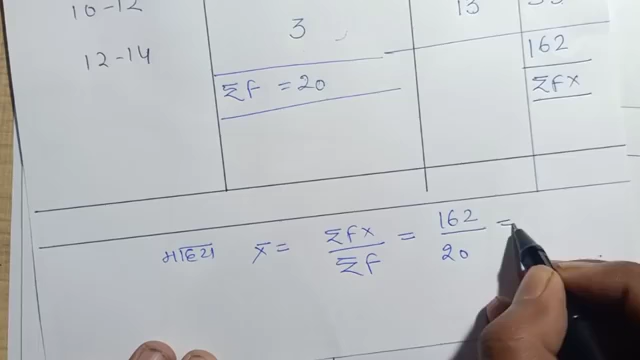 10-12
3 13
12-14 162
Σf = 20 Σfx
माध्य x̄ = Σfx/Σf = 162/20 =